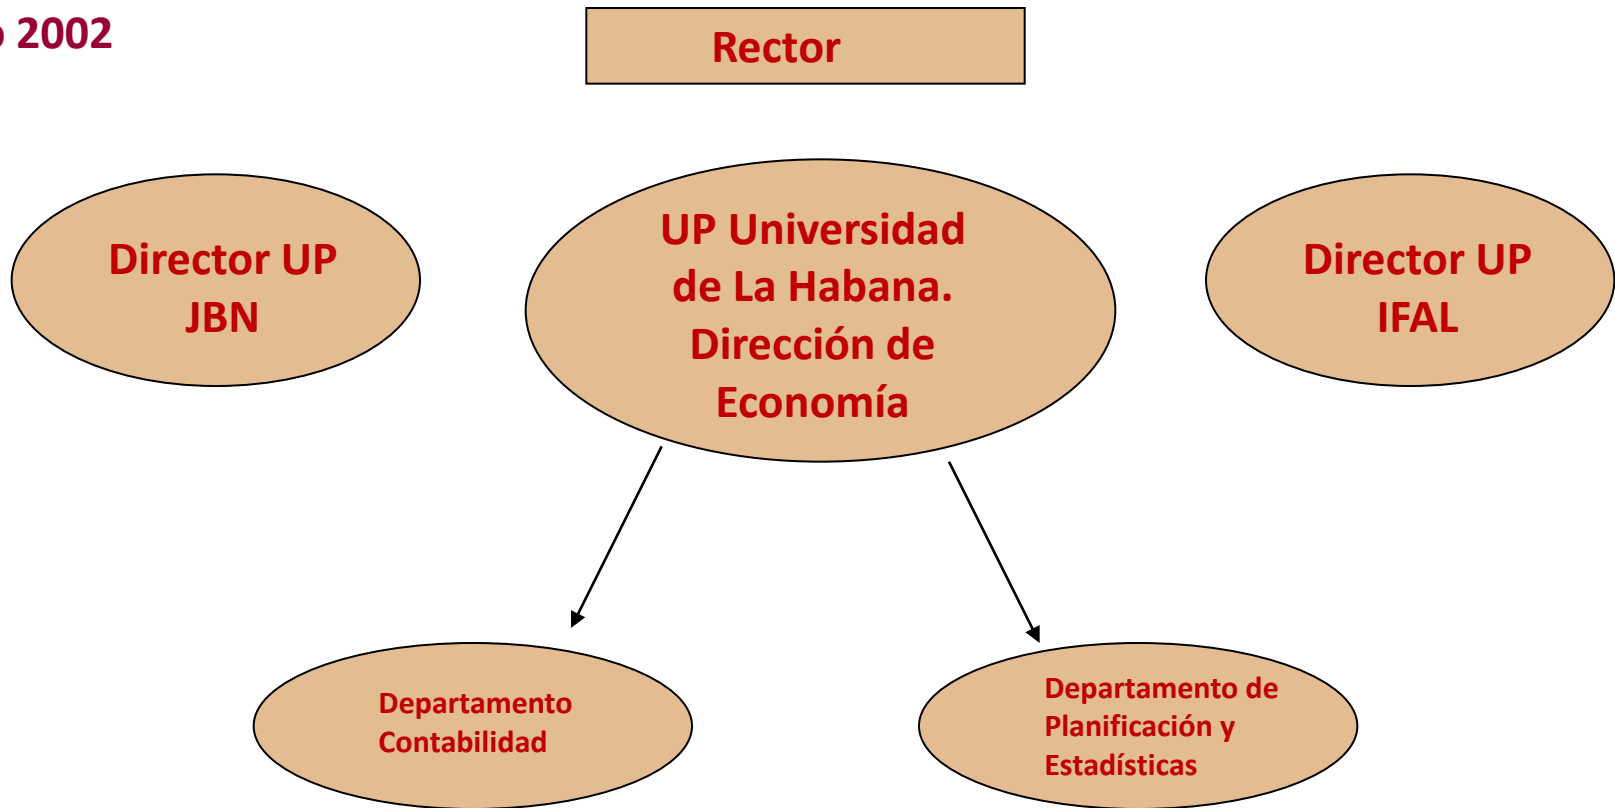 2002
Rector
Director UP
JBN
UP Universidad
de La Habana.
Dirección de
Economía
Director UP
IFAL
Departamento
Contabilidad
Departamento de
Planificación y
Estadísticas